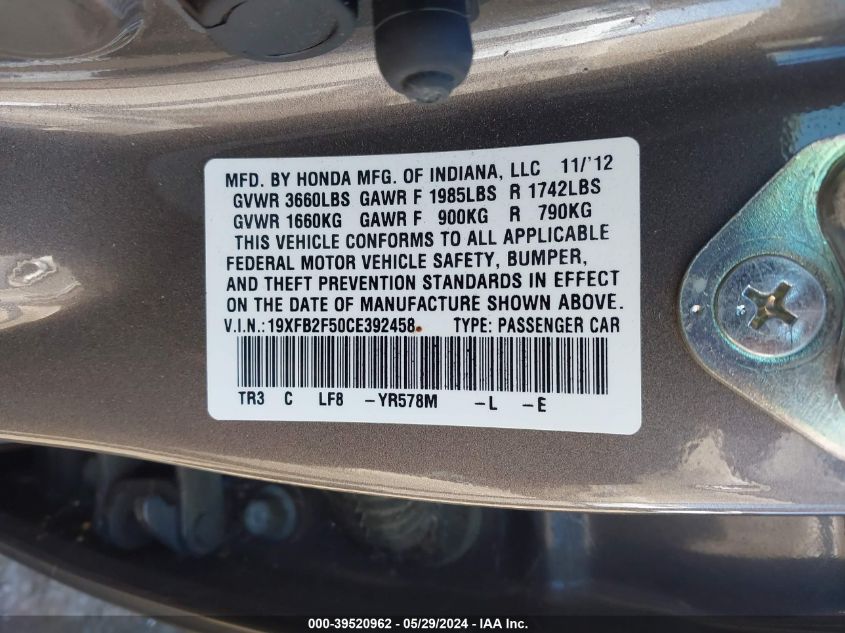 MFD. BY HONDA MFG. OF INDIANA, LLC 11/'12
GVWR 3660LBS GAWR F 1985LBS R 1742LBS
GVWR 1660KG GAWR F 900KG R 790KG
THIS VEHICLE CONFORMS TO ALL APPLICABLE
FEDERAL MOTOR VEHICLE SAFETY, BUMPER,
AND THEFT PREVENTION STANDARDS IN EFFECT
ON THE DATE OF MANUFACTURE SHOWN ABOVE.
V.I.N.:19XFB2F50CE392458 TYPE: PASSENGER CAR
TR3 C LF8 -YR578M -L -E
000-39520962 - 05/29/2024 - IAA Inc.